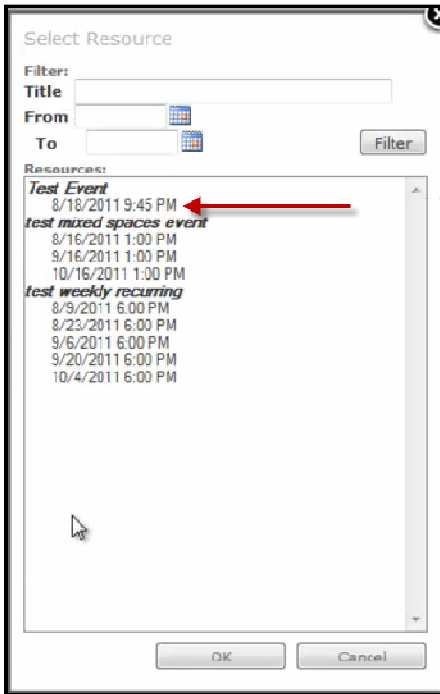 Select Resource
Filter:
Title
From
To
Filter
Resources:
Test Event
8/18/2011 9:45 PM
test mixed spaces event
8/16/2011 1:00 PM
9/16/2011 1:00 PM
10/16/2011 1:00 PM
test weekly recurring
8/9/2011 6:00 PM
8/23/2011 6:00 PM
9/6/2011 6:00 PM
9/20/2011 6:00 PM
10/4/2011 6:00 PM
OK Cancel